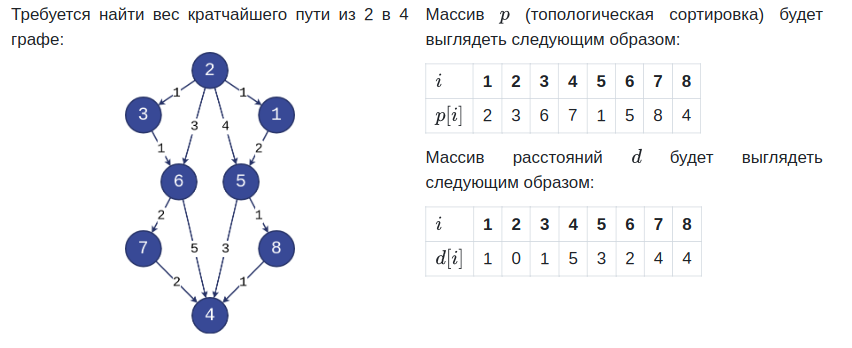 Требуется найти вес кратчайшего пути из 2 в 4
графе:
2
1
1
3
1
3
4
1
2
6
5
2
1
5
3
7
8
2
1
4
Массив p (топологическая сортировка) будет
выглядеть следующим образом:
i 1 2 3 4 5 6 7 8
p[i] 2 3 6 7 1 5 8 4
Массив расстояний d будет выглядеть
следующим образом:
i 1 2 3 4 5 6 7 8
d[i] 1 0 1 5 3 2 4 4